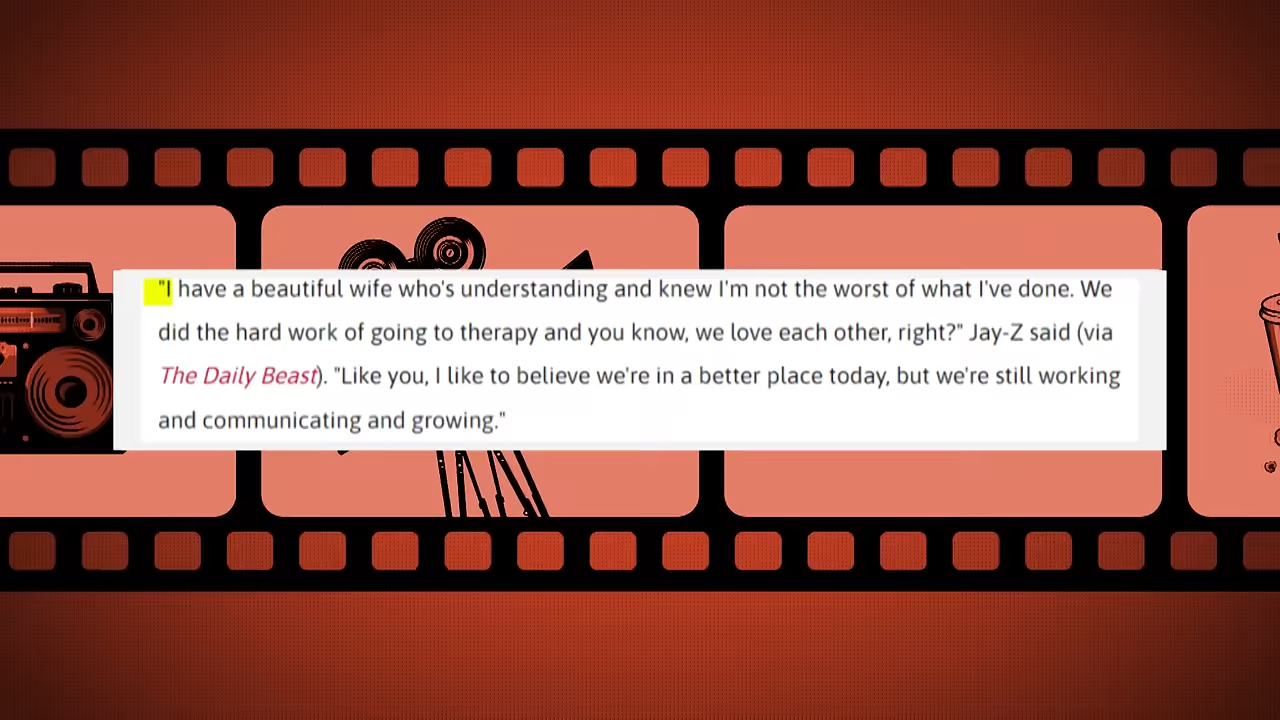 "I have a beautiful wife who's understanding and knew I'm not the worst of what I've done. We
did the hard work of going to therapy and you know, we love each other, right?" Jay-Z said (via
The Daily Beast). "Like you, I like to believe we're in a better place today, but we're still working
and communicating and growing."